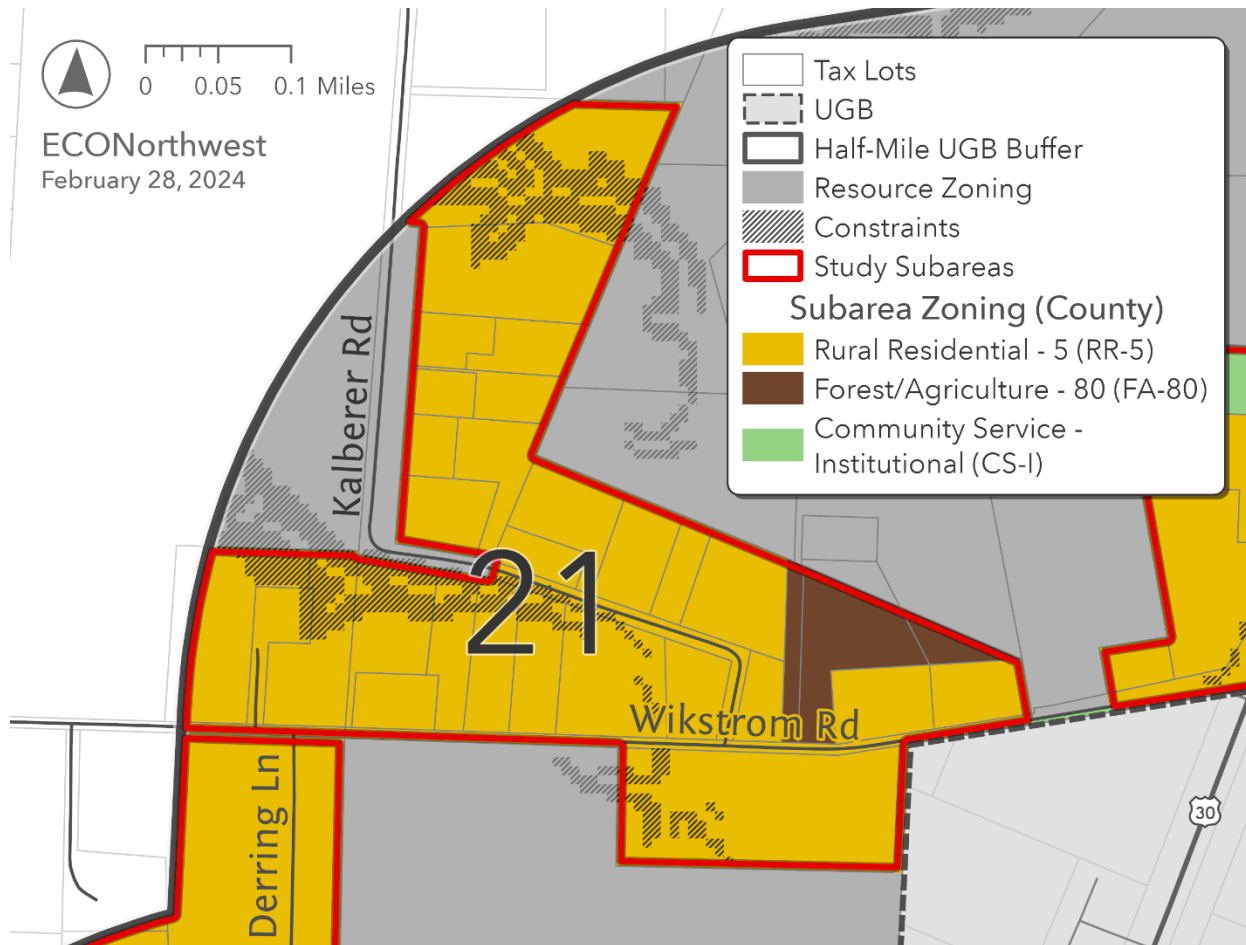 0 0.05 0.1 Miles
ECONorthwest
February 28, 2024
Tax Lots
UGB
Half-Mile UGB Buffer
Resource Zoning
Constraints
Study Subareas
Subarea Zoning (County)
Rural Residential - 5 (RR-5)
Forest/Agriculture - 80 (FA-80)
Community Service -
Institutional (CS-I)
Kalberer Rd
21
Wikstrom Rd
Derring Ln
30